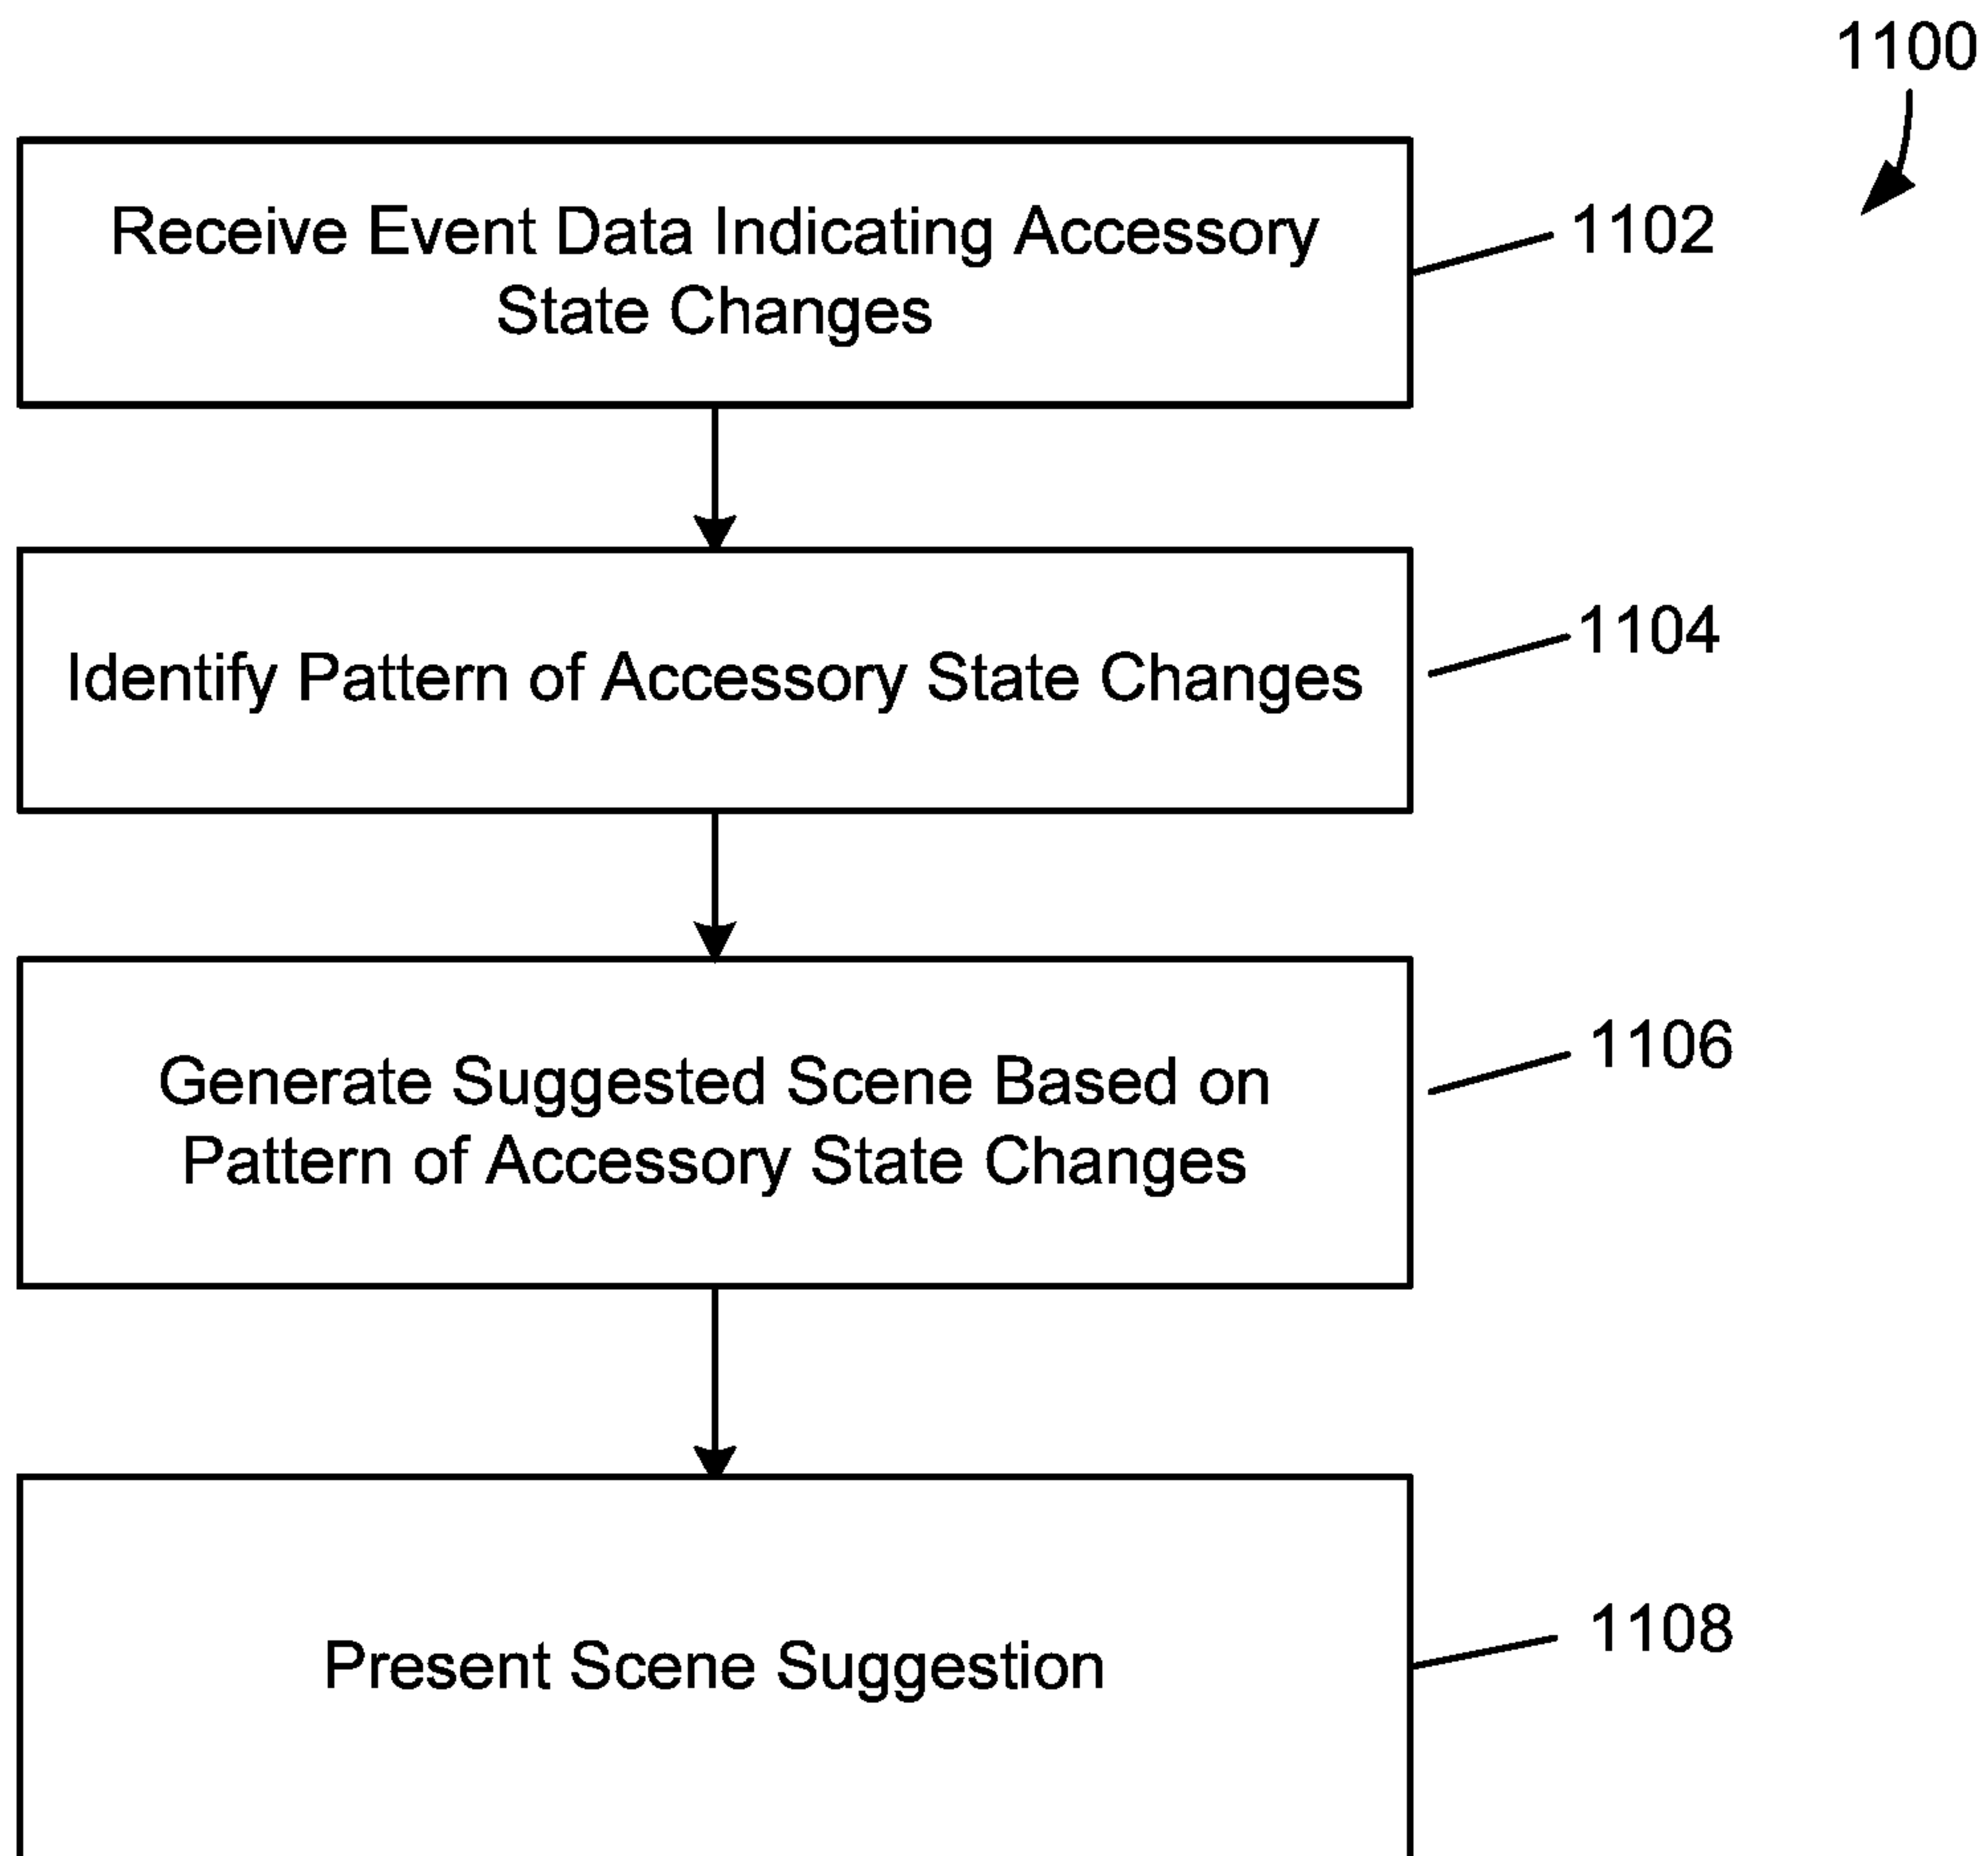 1100
Receive Event Data Indicating Accessory
State Changes
1102
Identify Pattern of Accessory State Changes
1104
Generate Suggested Scene Based on
Pattern of Accessory State Changes
1106
Present Scene Suggestion
1108